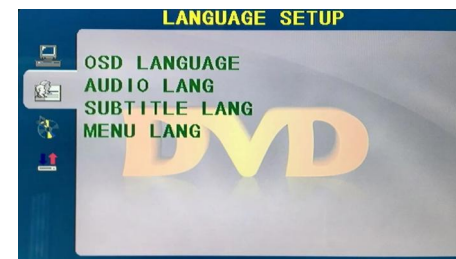 LANGUAGE SETUP
OSD LANGUAGE
AUDIO LANG
SUBTITLE LANG
MENU LANG
DVD